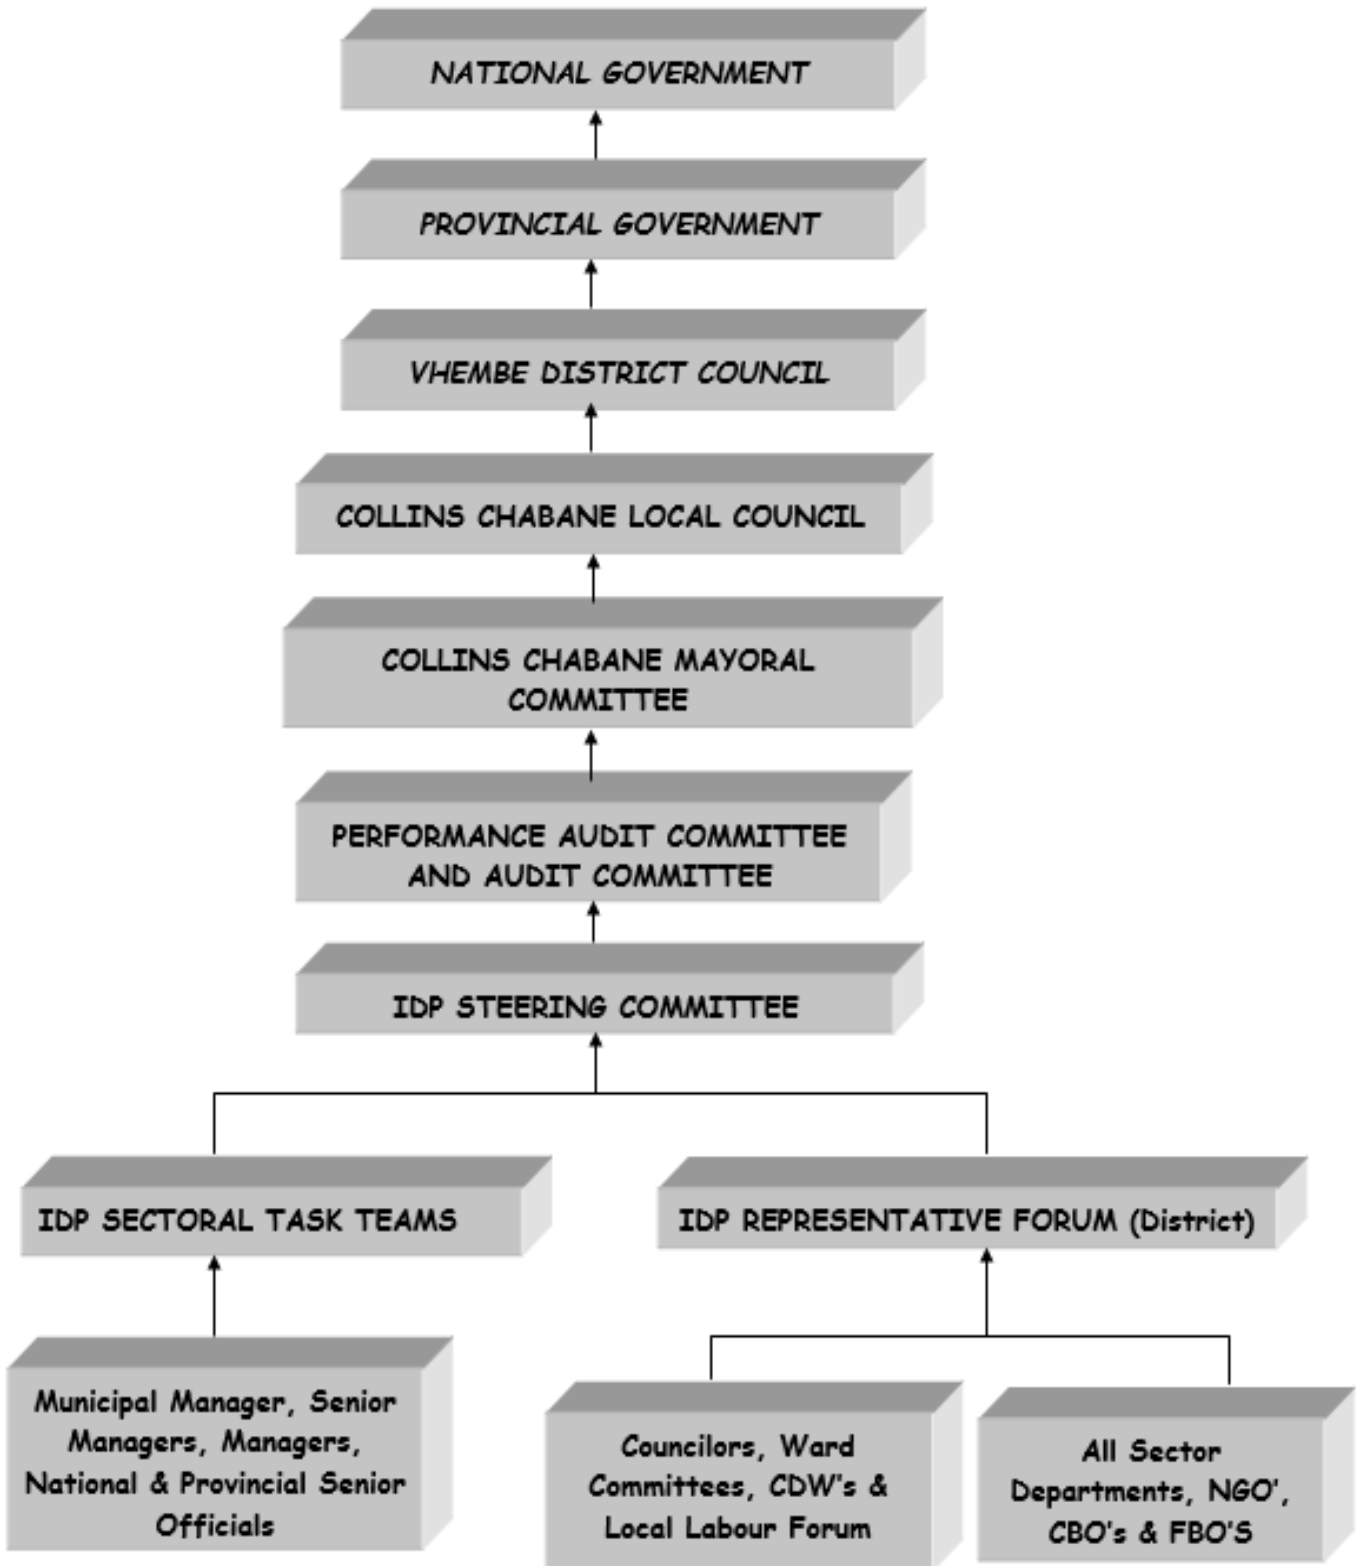 NATIONAL GOVERNMENT
PROVINCIAL GOVERNMENT
VHEMBE DISTRICT COUNCIL
COLLINS CHABANE LOCAL COUNCIL
COLLINS CHABANE MAYORAL
COMMITTEE
PERFORMANCE AUDIT COMMITTEE
AND AUDIT COMMITTEE
IDP STEERING COMMITTEE
IDP SECTORAL TASK TEAMS
IDP REPRESENTATIVE FORUM (District)
Municipal Manager, Senior
Managers, Managers,
National & Provincial Senior
Officials
Councilors, Ward
Committees, CDW's &
Local Labour Forum
All Sector
Departments, NGO',
CBO's & FBO'S